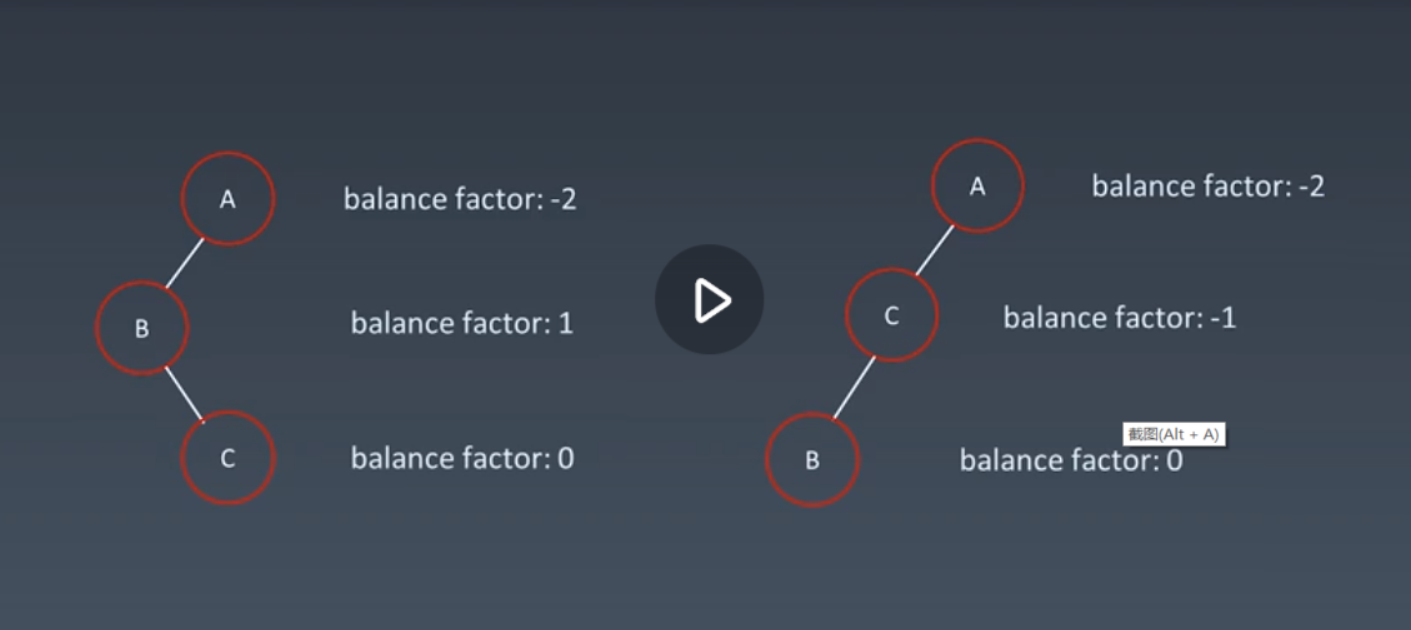 A
balance factor: -2
B
balance factor: 1
C
balance factor: 0
A
balance factor: -2
C
balance factor: -1
截图(Alt + A)
B
balance factor: 0